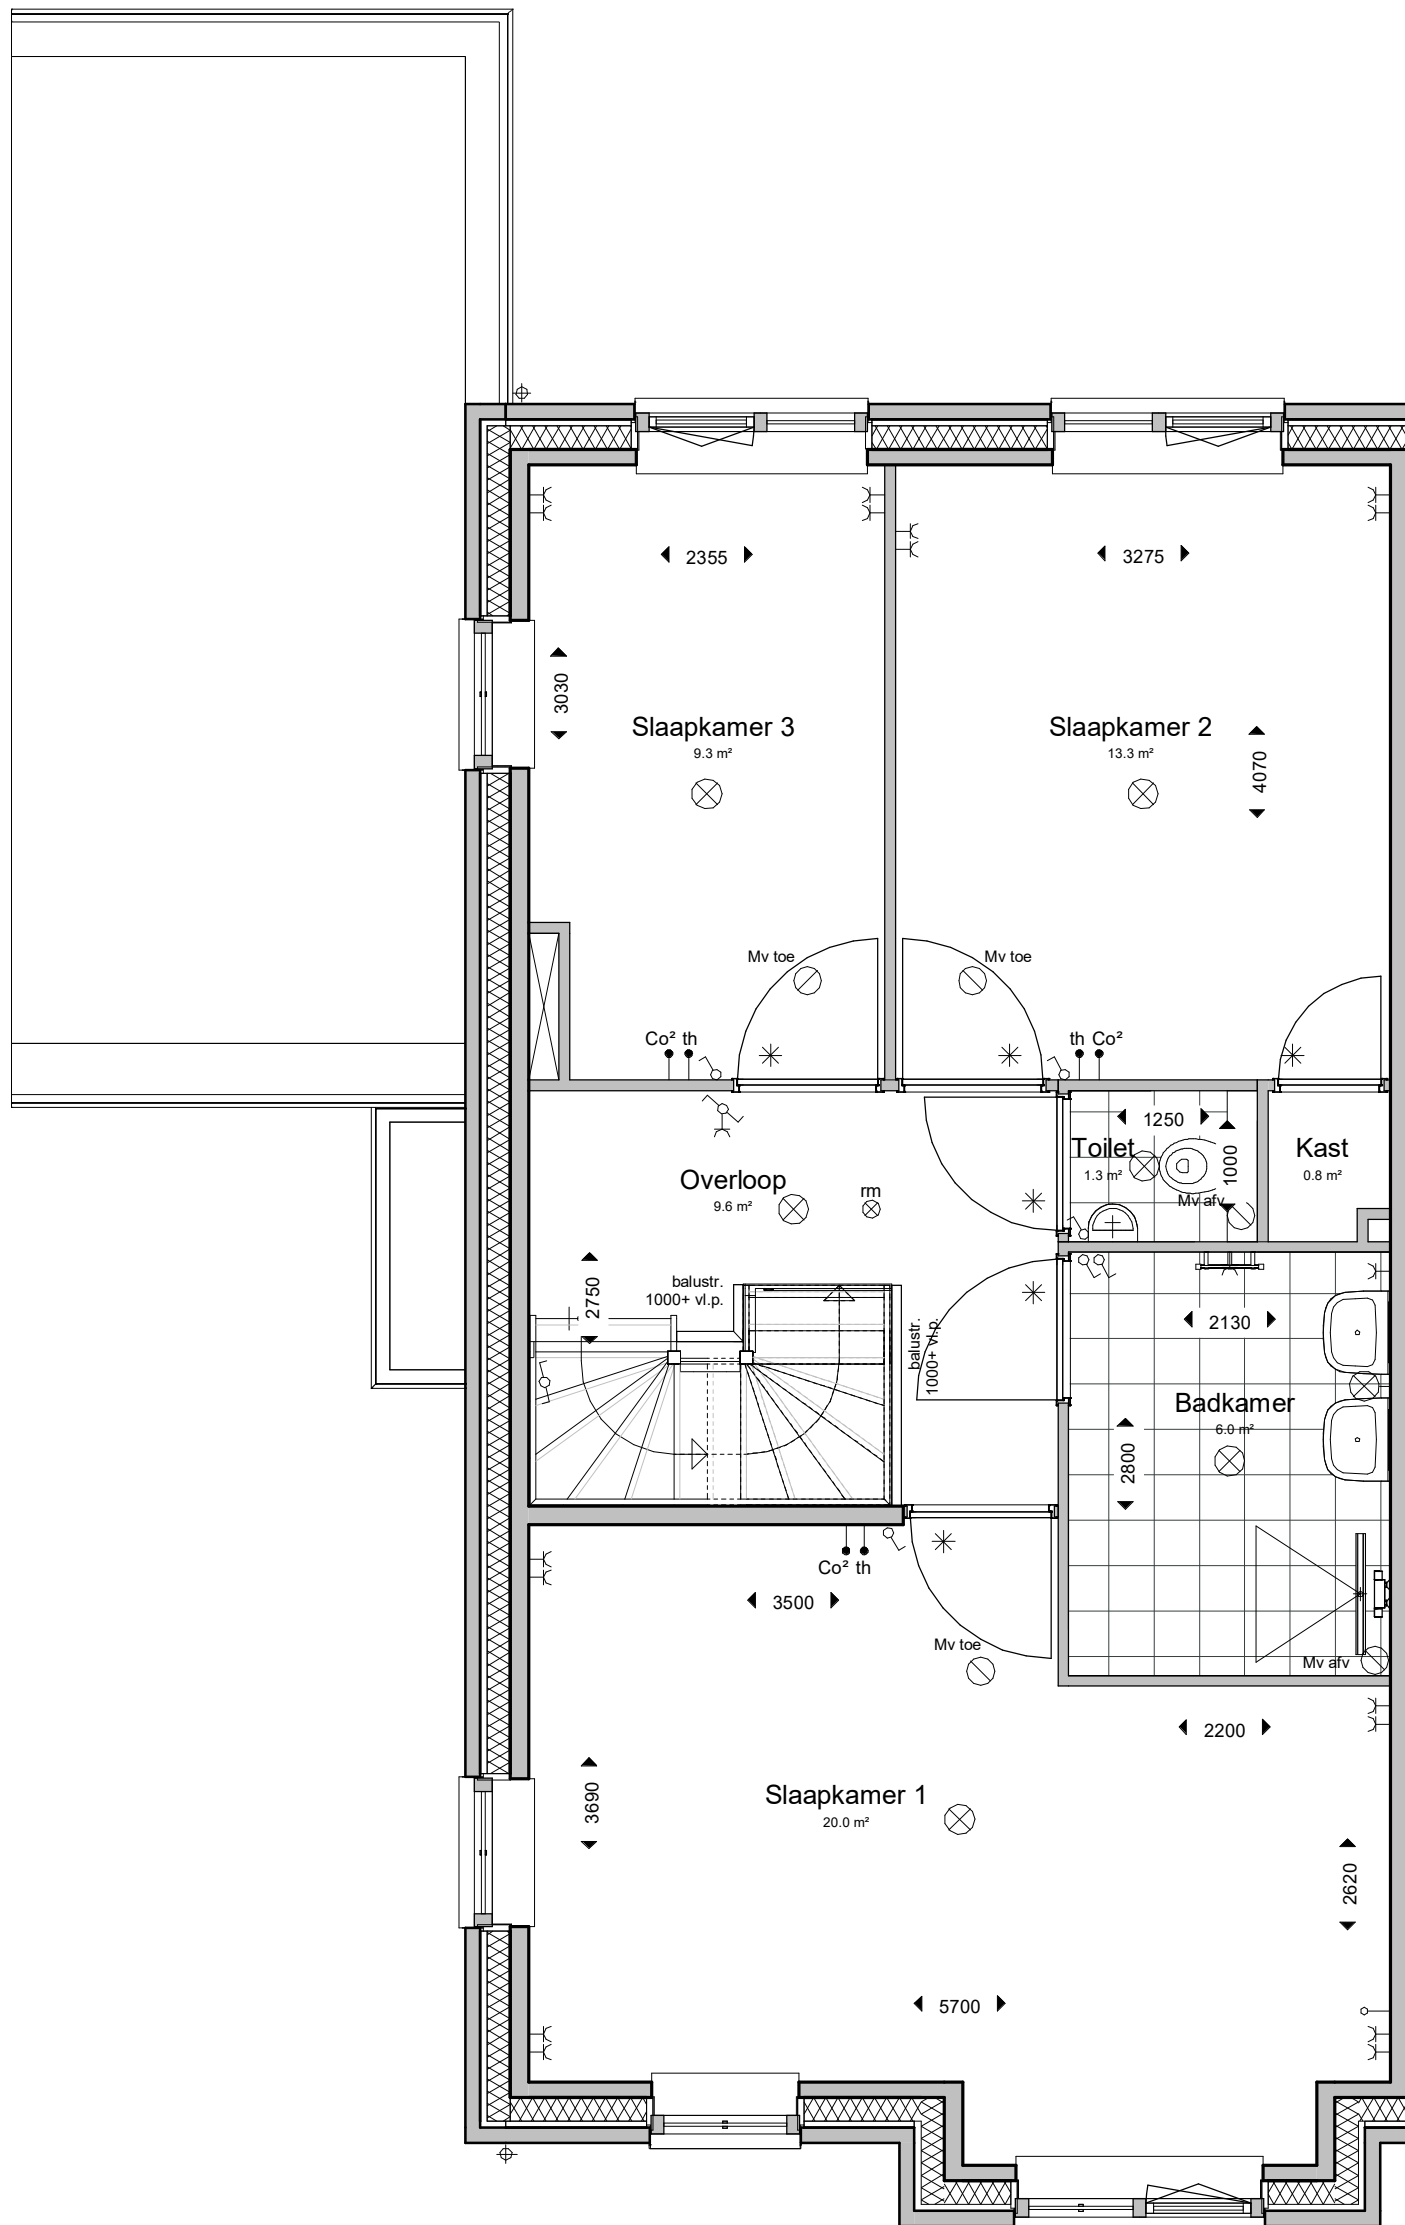 2355
3275
3030
Slaapkamer 3
9.3 m²
Slaapkamer 2
13.3 m²
4070
Mv toe
Mv toe
Co² th
th Co²
1250
Toilet
1.3 m²
1000
Mv afv
Kast
0.8 m²
Overloop
9.6 m²
rm
2750
balustr.
1000+ vl.p.
balustr.
1000+ vl.p.
2130
Badkamer
6.0 m²
2800
Co² th
3500
Mv toe
Mv afv
2200
Slaapkamer 1
20.0 m²
3690
2620
5700